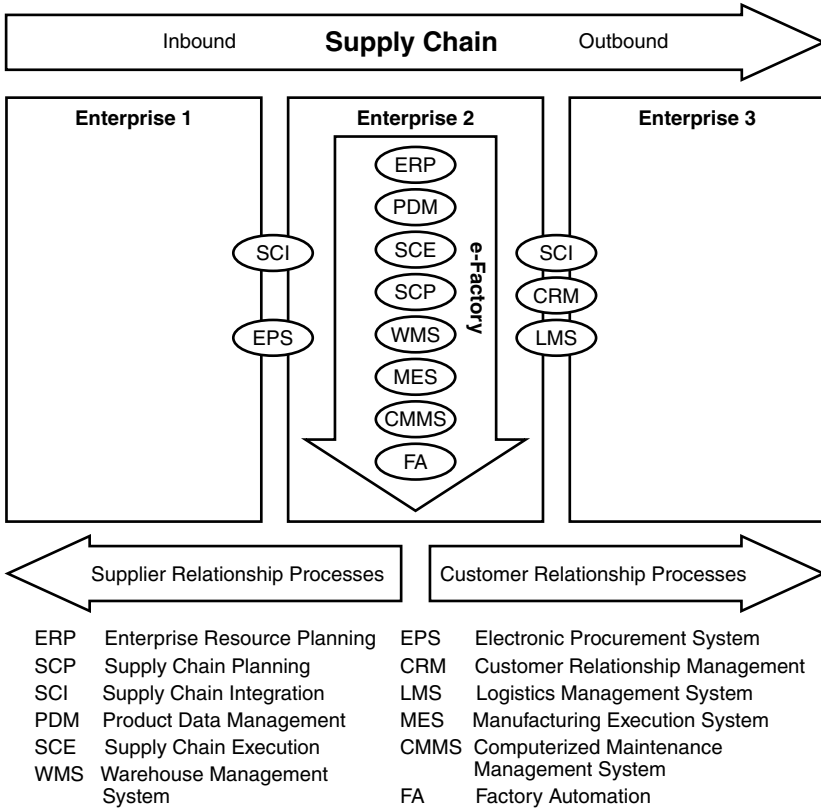 Inbound Supply Chain Outbound
Enterprise 1
Enterprise 2
Enterprise 3
ERP
PDM
SCE
SCP
WMS
MES
CMMS
FA
e-Factory
SCI
EPS
SCI
CRM
LMS
Supplier Relationship Processes
Customer Relationship Processes
ERP Enterprise Resource Planning
SCP Supply Chain Planning
SCI Supply Chain Integration
PDM Product Data Management
SCE Supply Chain Execution
WMS Warehouse Management
System
EPS Electronic Procurement System
CRM Customer Relationship Management
LMS Logistics Management System
MES Manufacturing Execution System
CMMS Computerized Maintenance
Management System
FA Factory Automation